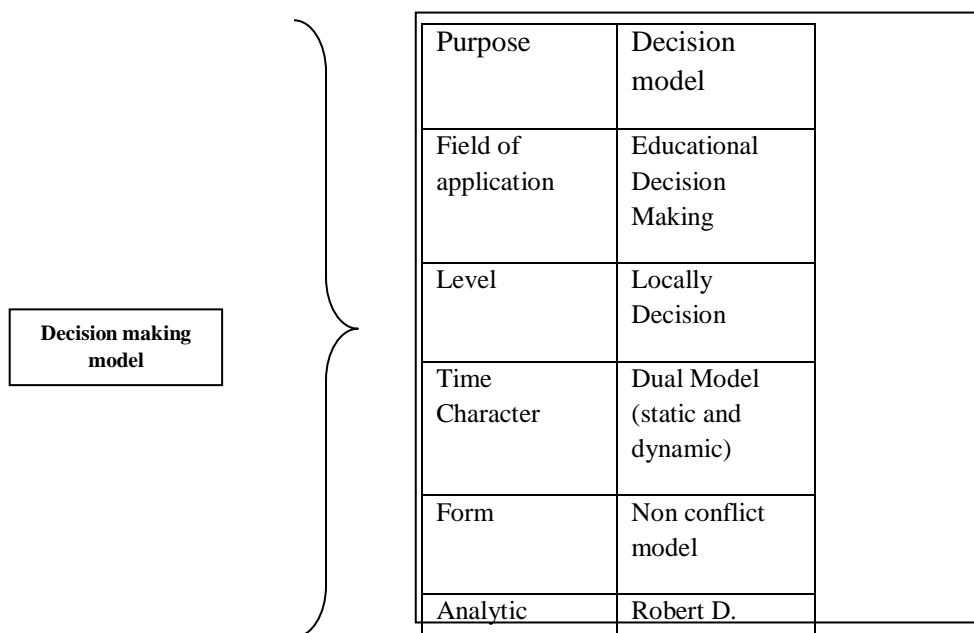 Purpose
Decision
model
Field of
application
Educational
Decision
Making
Level
Locally
Decision
Decision making
model
Time
Character
Dual Model
(static and
dynamic)
Form
Non conflict
model
Analytic
Robert D.